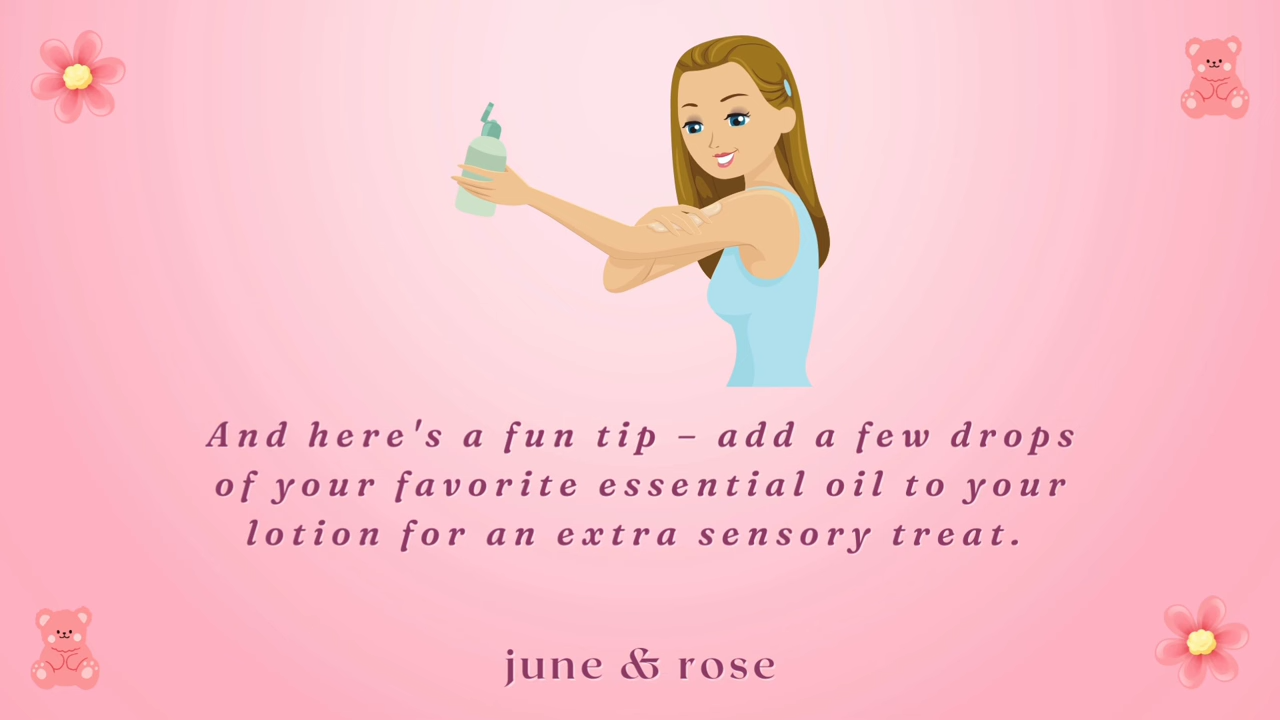 And here's a fun tip – add a few drops
of your favorite essential oil to your
lotion for an extra sensory treat.
june & rose